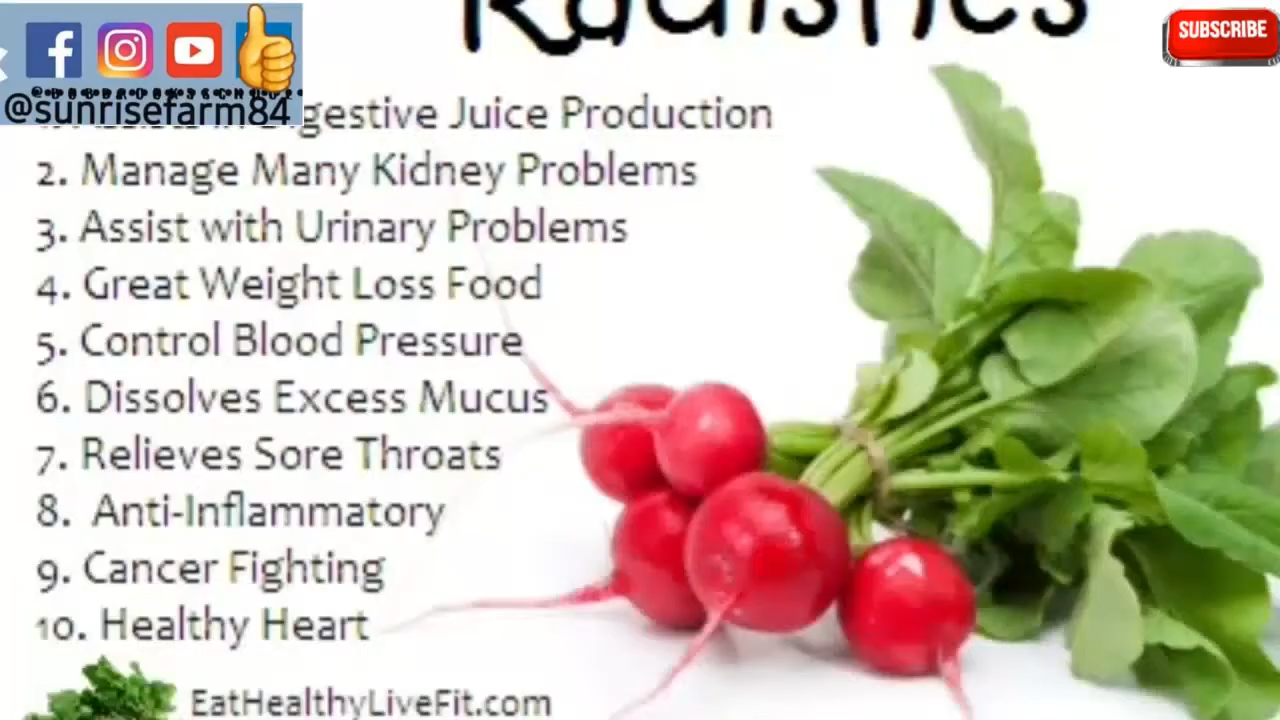 Radishes
SUBSCRIBE
@sunrisefarm84
Digestive Juice Production
2. Manage Many Kidney Problems
3. Assist with Urinary Problems
4. Great Weight Loss Food
5. Control Blood Pressure
6. Dissolves Excess Mucus
7. Relieves Sore Throats
8. Anti-Inflammatory
9. Cancer Fighting
10. Healthy Heart
EatHealthyLiveFit.com